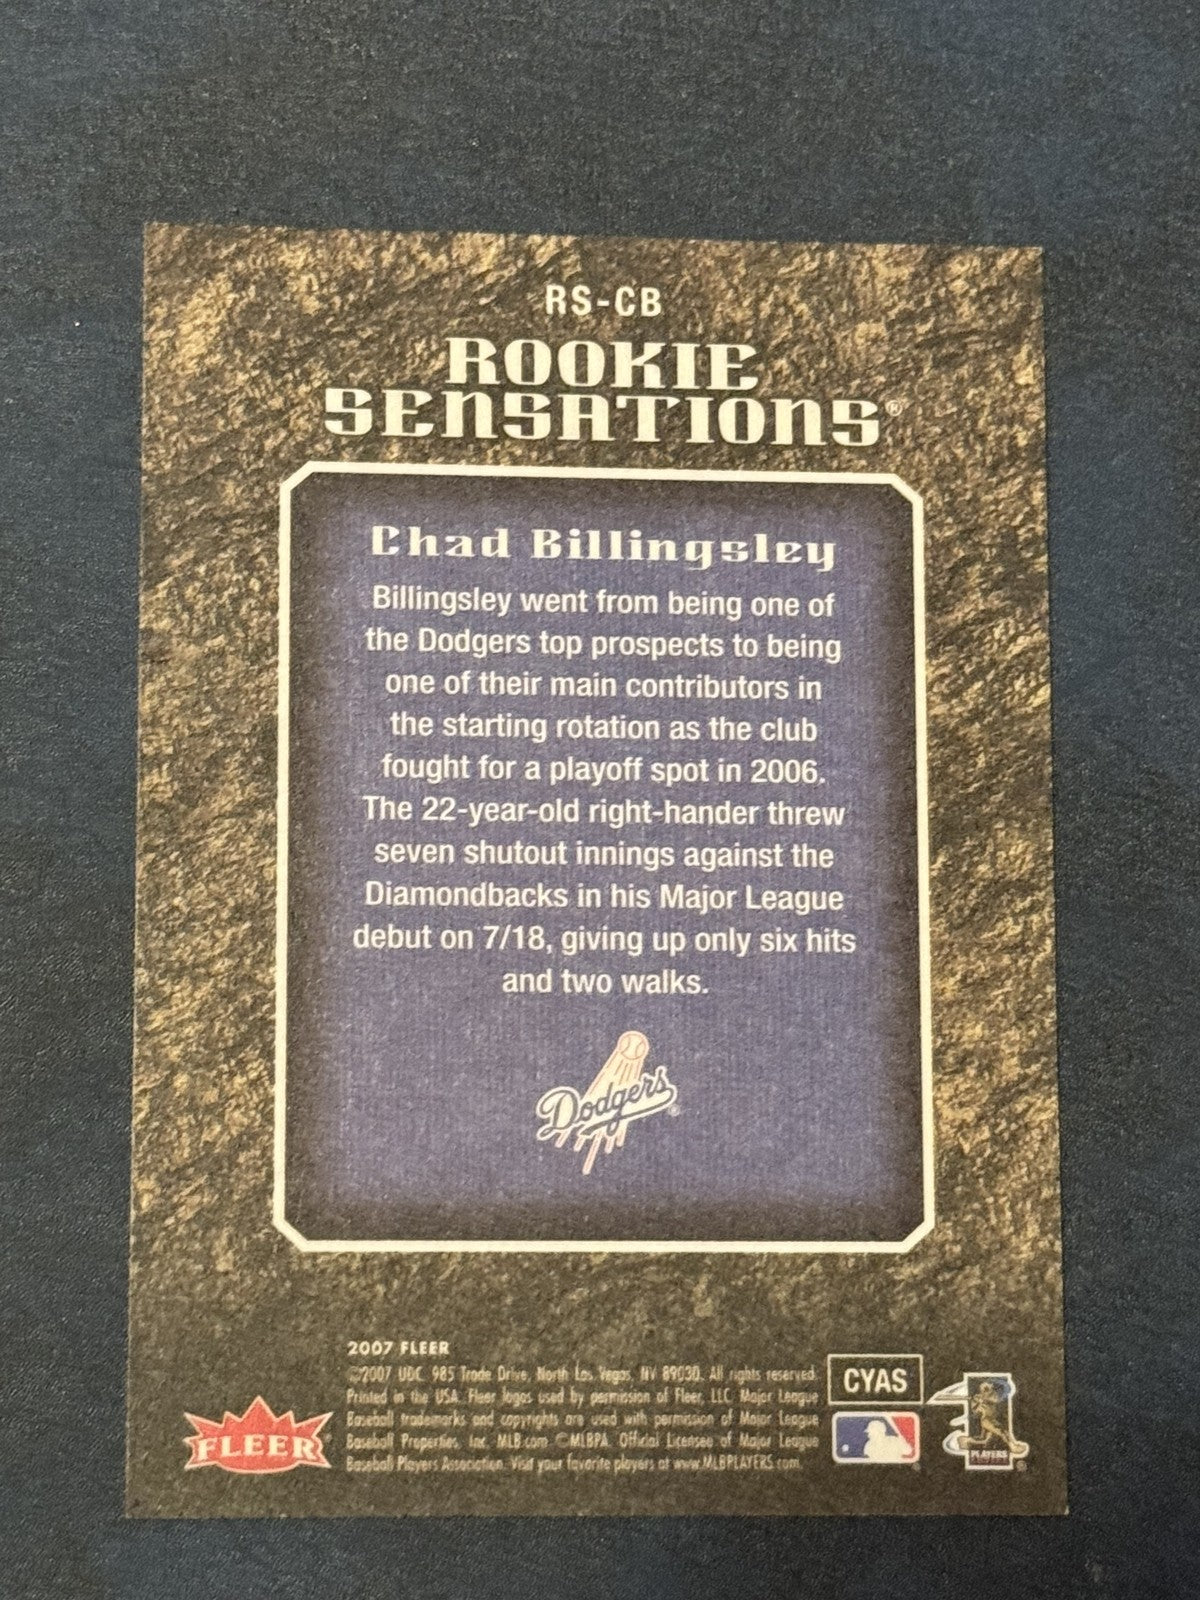 RS-CB
ROOKIE
SENSATIONS®
Chad Billingsley
Billingsley went from being one of
the Dodgers top prospects to being
one of their main contributors in
the starting rotation as the club
fought for a playoff spot in 2006.
The 22-year-old right-hander threw
seven shutout innings against the
Diamondbacks in his Major League
debut on 7/18, giving up only six hits
and two walks.
Dodgers®
2007 FLEER
©2007 UDC. 985 Trade Drive, North Las Vegas, NV 89030. All rights reserved.
Printed in the USA. Fleer logos used by permission of Fleer, LLC. Major League
Baseball trademarks and copyrights are used with permission of Major League
Baseball Properties, Inc. MLB.com ©MLBPA. Official Licensee of Major League
Baseball Players Association. Visit your favorite players at www.MLBPLAYERS.com.
FLEER
CYAS
PLAYERS